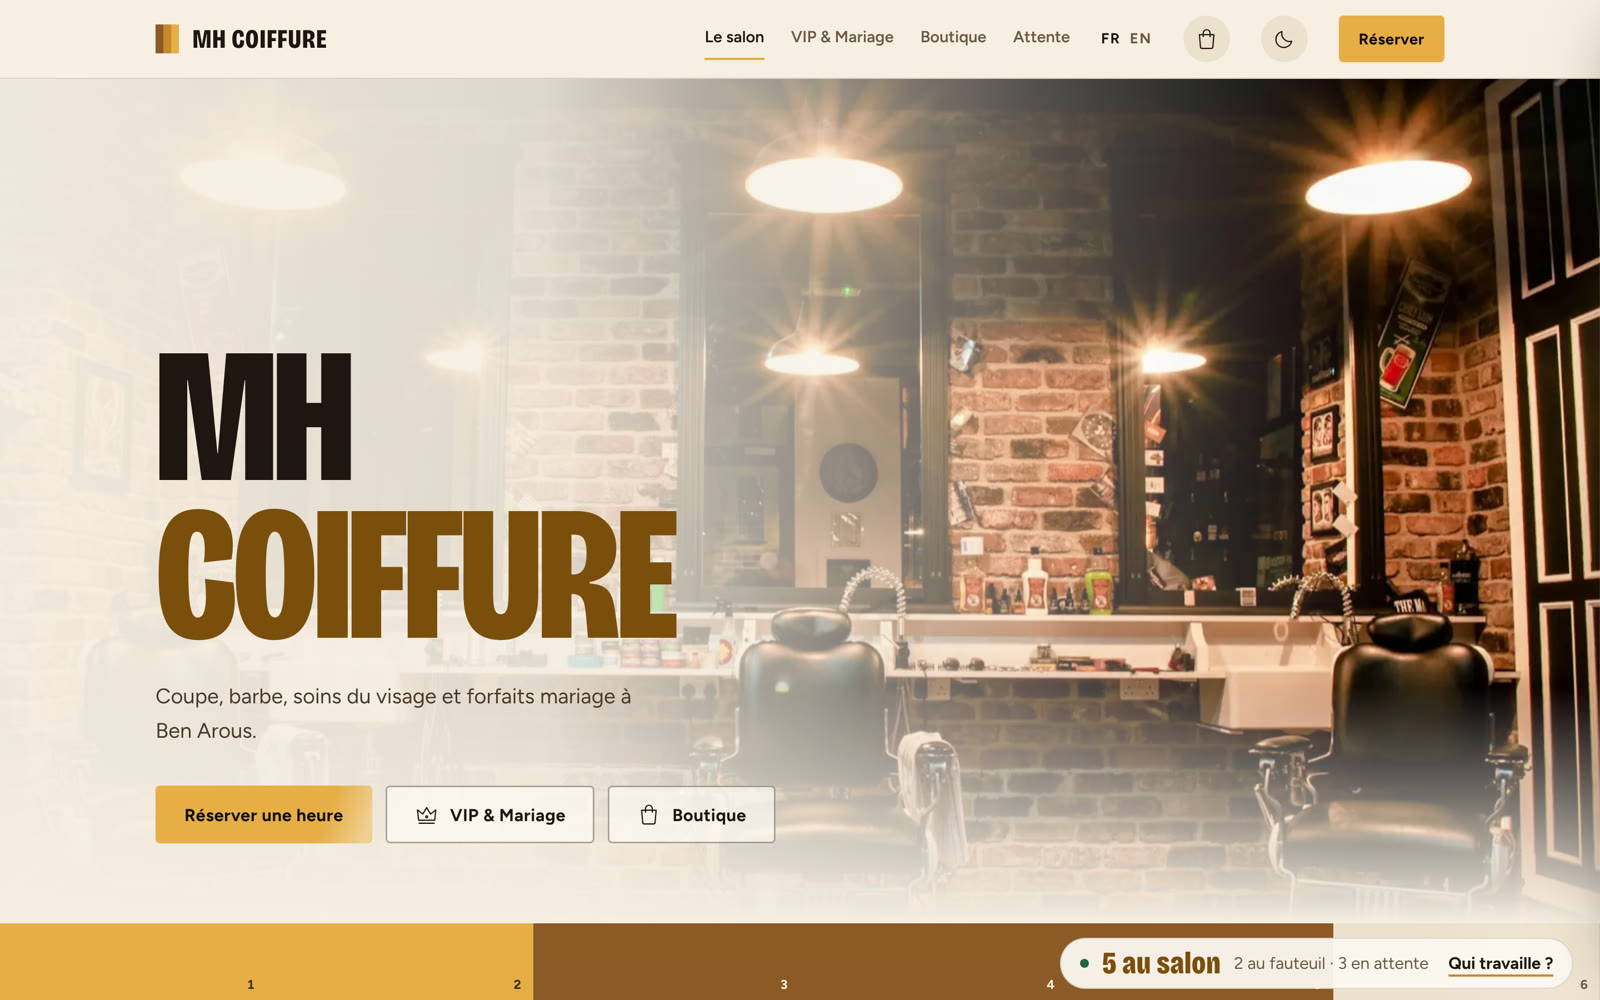 MH COIFFURE
Le salon
VIP & Mariage
Boutique
Attente
FR EN
Réserver
MH
COIFFURE
Coupe, barbe, soins du visage et forfaits mariage à
Ben Arous.
Réserver une heure
VIP & Mariage
Boutique
5 au salon
2 au fauteuil · 3 en attente
Qui travaille ?
1
2
3
4
6